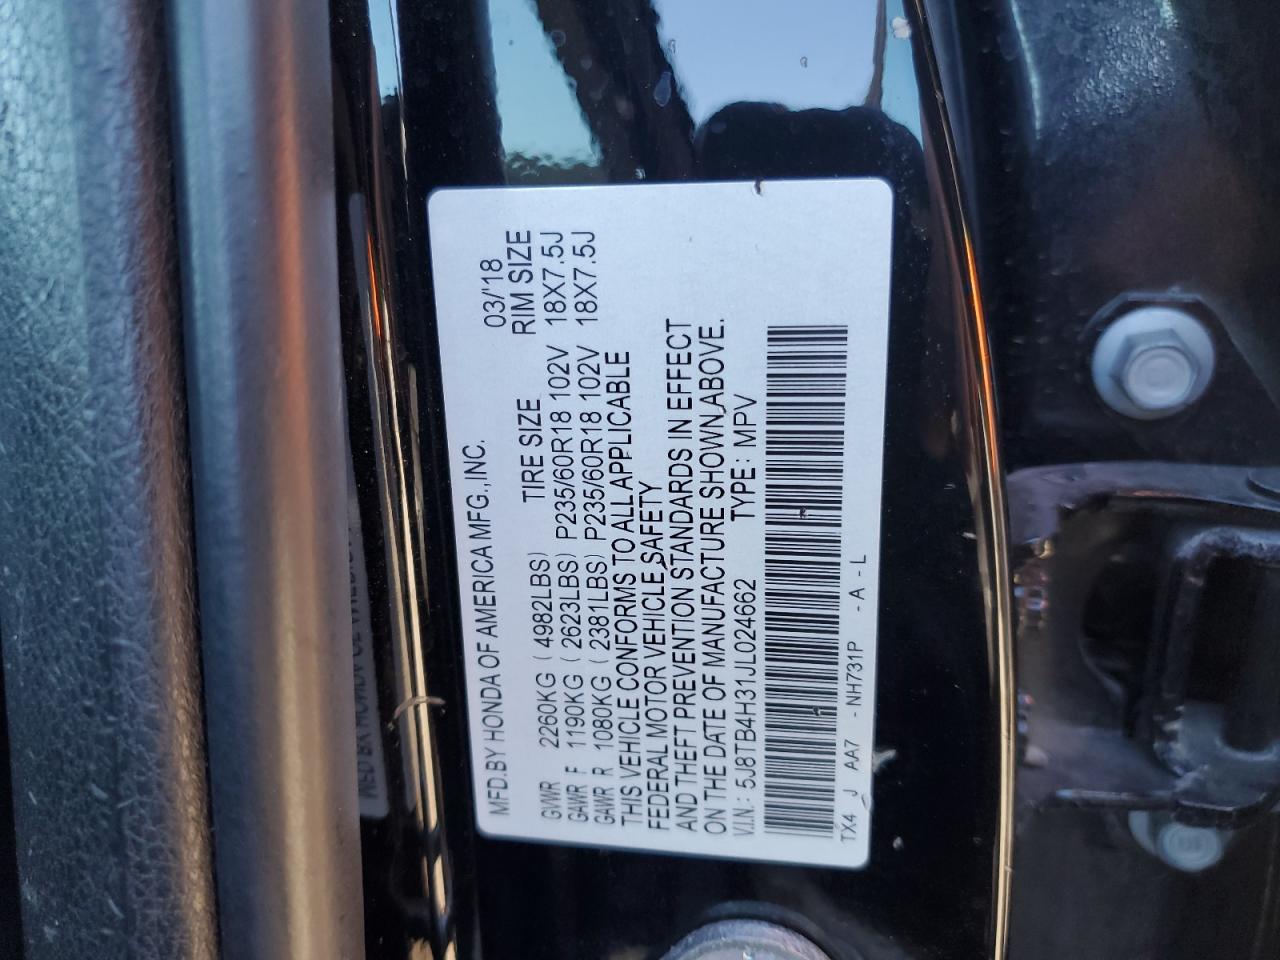 MFD.BY HONDA OF AMERICA MFG.,INC. 03/'18
TIRE SIZE RIM SIZE
GVWR 2260KG ( 4982LBS)
GAWR F 1190KG ( 2623LBS) P235/60R18 102V 18X7.5J
GAWR R 1080KG ( 2381LBS) P235/60R18 102V 18X7.5J
THIS VEHICLE CONFORMS TO ALL APPLICABLE
FEDERAL MOTOR VEHICLE SAFETY
AND THEFT PREVENTION STANDARDS IN EFFECT
ON THE DATE OF MANUFACTURE SHOWN ABOVE.
V.I.N.: 5J8TB4H31JL024662 TYPE: MPV
TX4 J AA7 - NH731P - A - L